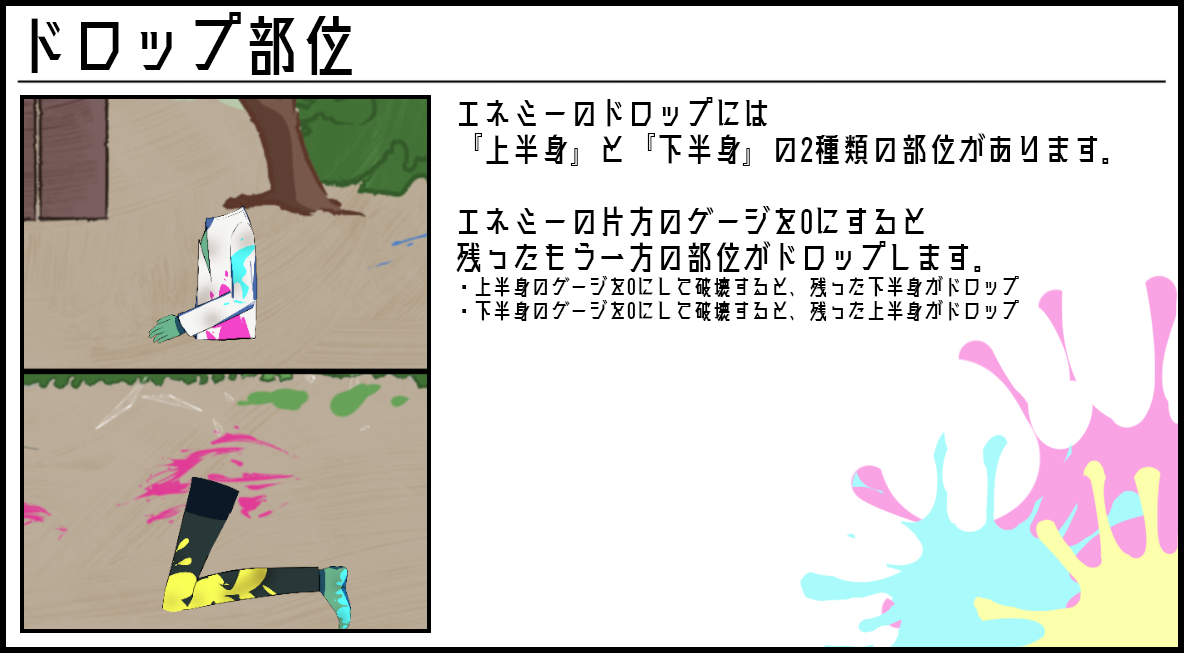 ドロップ部位
エネミーのドロップには
『上半身』と『下半身』の2種類の部位があります。
エネミーの片方のゲージを0にすると
残ったもう一方の部位がドロップします。
・上半身のゲージを0にして破壊すると、残った下半身がドロップ
・下半身のゲージを0にして破壊すると、残った上半身がドロップ